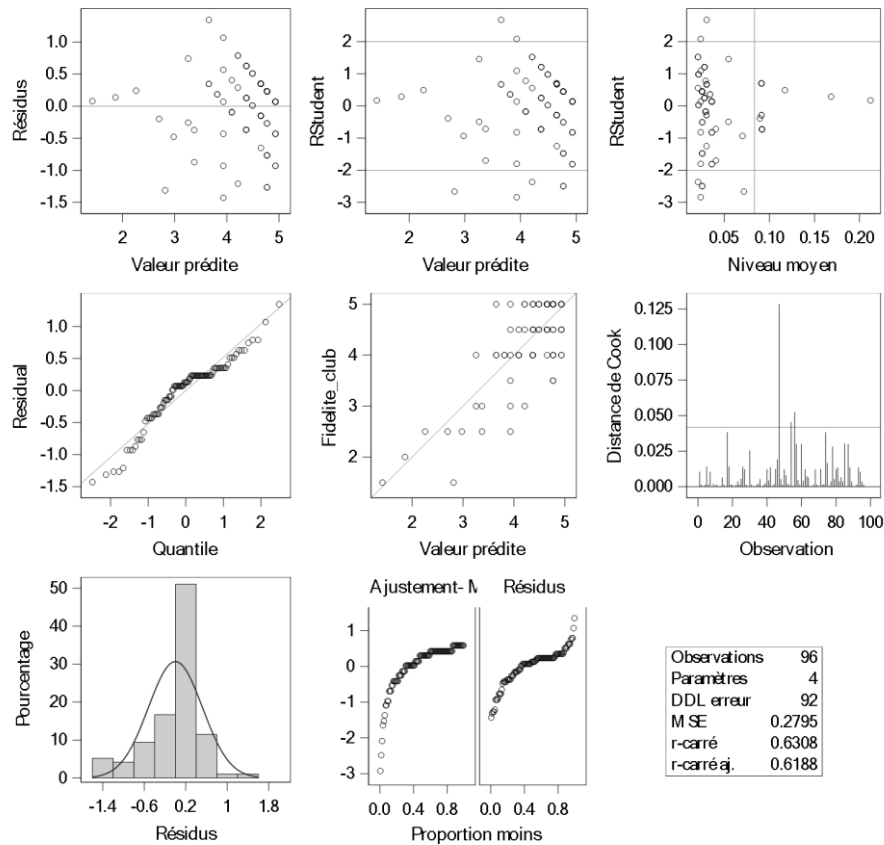 Résidus
1.0
0.5
0.0
-0.5
-1.0
-1.5
2 3 4 5
Valeur prédite
RStudent
2
1
0
-1
-2
-3
2 3 4 5
Valeur prédite
RStudent
2
1
0
-1
-2
-3
0.05 0.10 0.15 0.20
Niveau moyen
Residual
1.0
0.5
0.0
-0.5
-1.0
-1.5
-2 -1 0 1 2
Quantile
Fidelite_club
5
4
3
2
2 3 4 5
Valeur prédite
Distance de Cook
0.125
0.100
0.075
0.050
0.025
0.000
0 20 40 60 80 100
Observation
Pourcentage
50
40
30
20
10
0
-1.4 -0.6 0.2 1 1.8
Résidus
Ajustement- M
Résidus
1
0
-1
-2
-3
0.0 0.4 0.8 0.0 0.4 0.8
Proportion moins
Observations 96
Paramètres 4
DDL erreur 92
MSE 0.2795
r-carré 0.6308
r-carré aj. 0.6188